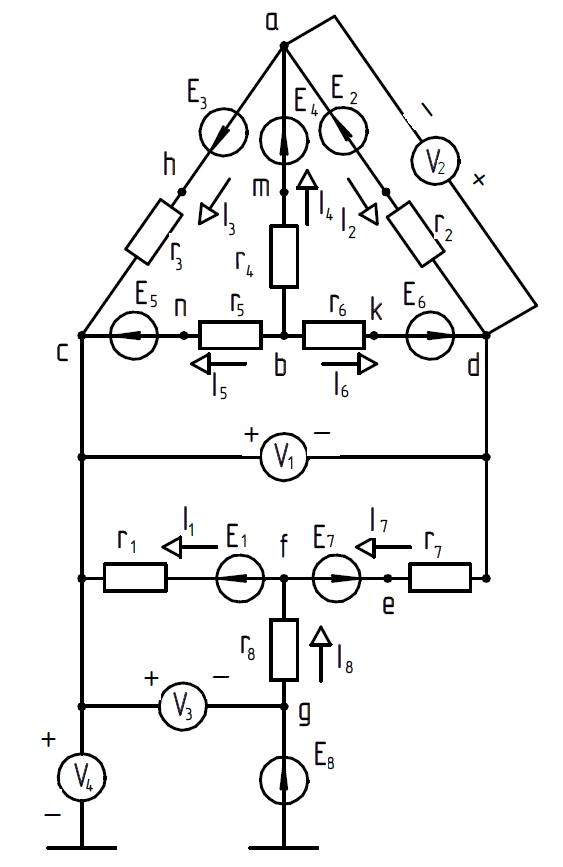 a
E3
E4
E2
−
V2
+
h
m
I3
I4
I2
r3
r4
r2
E5
n
r5
r6
k
E6
c
b
d
I5
I6
+
V1
−
r1
I1
E1
f
E7
I7
r7
e
r8
I8
+
V3
−
g
+
V4
−
E8